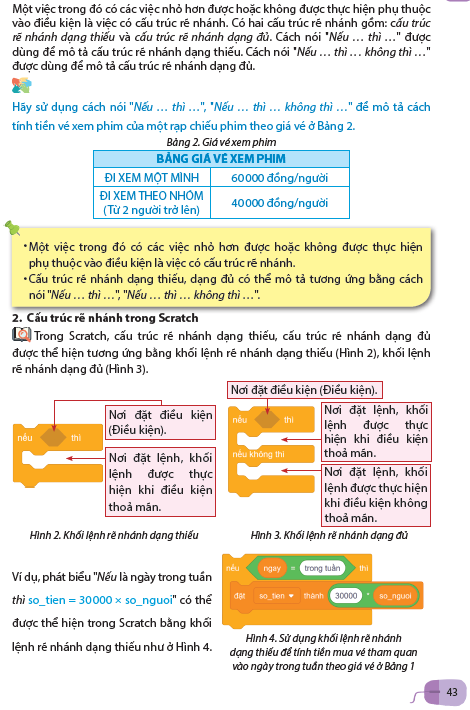 Một việc trong đó có các việc nhỏ hơn được hoặc không được thực hiện phụ thuộc
vào điều kiện là việc có cấu trúc rẽ nhánh. Có hai cấu trúc rẽ nhánh gồm: cấu trúc
rẽ nhánh dạng thiếu và cấu trúc rẽ nhánh dạng đủ. Cách nói "Nếu … thì …" được
dùng để mô tả cấu trúc rẽ nhánh dạng thiếu. Cách nói "Nếu … thì … không thì …"
được dùng để mô tả cấu trúc rẽ nhánh dạng đủ.
Hãy sử dụng cách nói "Nếu … thì …", "Nếu … thì … không thì …" để mô tả cách
tính tiền vé xem phim của một rạp chiếu phim theo giá vé ở Bảng 2.
Bảng 2. Giá vé xem phim
BẢNG GIÁ VÉ XEM PHIM
ĐI XEM MỘT MÌNH 60 000 đồng/người
ĐI XEM THEO NHÓM
(Từ 2 người trở lên) 40 000 đồng/người
• Một việc trong đó có các việc nhỏ hơn được hoặc không được thực hiện
phụ thuộc vào điều kiện là việc có cấu trúc rẽ nhánh.
• Cấu trúc rẽ nhánh dạng thiếu, dạng đủ có thể mô tả tương ứng bằng cách
nói "Nếu … thì …", "Nếu … thì … không thì …".
2. Cấu trúc rẽ nhánh trong Scratch
Trong Scratch, cấu trúc rẽ nhánh dạng thiếu, cấu trúc rẽ nhánh dạng đủ
được thể hiện tương ứng bằng khối lệnh rẽ nhánh dạng thiếu (Hình 2), khối lệnh
rẽ nhánh dạng đủ (Hình 3).
nếu thì
Nơi đặt điều kiện
(Điều kiện).
Nơi đặt lệnh, khối
lệnh được thực
hiện khi điều kiện
thoả mãn.
Hình 2. Khối lệnh rẽ nhánh dạng thiếu
Nơi đặt điều kiện (Điều kiện).
nếu thì
nếu không thì
Nơi đặt lệnh, khối
lệnh được thực
hiện khi điều kiện
thoả mãn.
Nơi đặt lệnh, khối
lệnh được thực hiện
khi điều kiện không
thoả mãn.
Hình 3. Khối lệnh rẽ nhánh dạng đủ
Ví dụ, phát biểu "Nếu là ngày trong tuần
thì so_tien = 30000 × so_nguoi" có thể
được thể hiện trong Scratch bằng khối
lệnh rẽ nhánh dạng thiếu như ở Hình 4.
nếu ngay = trong tuần thì
đặt so_tien thành 30000 * so_nguoi
Hình 4. Sử dụng khối lệnh rẽ nhánh
dạng thiếu để tính tiền mua vé tham quan
vào ngày trong tuần theo giá vé ở Bảng 1
43